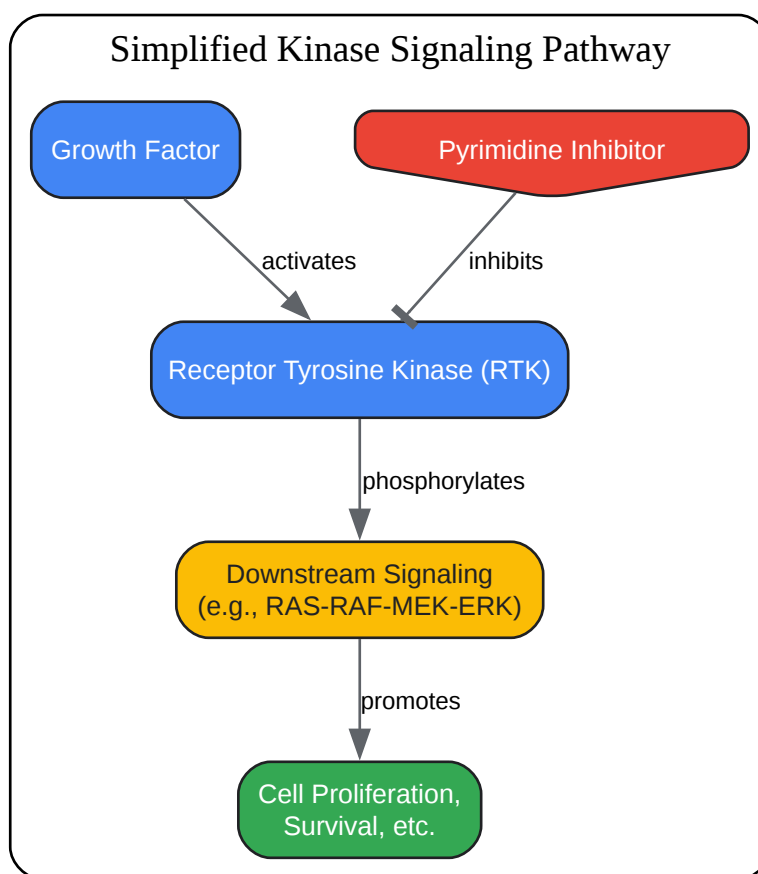 Simplified Kinase Signaling Pathway
Growth Factor
Pyrimidine Inhibitor
activates
inhibits
Receptor Tyrosine Kinase (RTK)
phosphorylates
Downstream Signaling
(e.g., RAS-RAF-MEK-ERK)
promotes
Cell Proliferation,
Survival, etc.